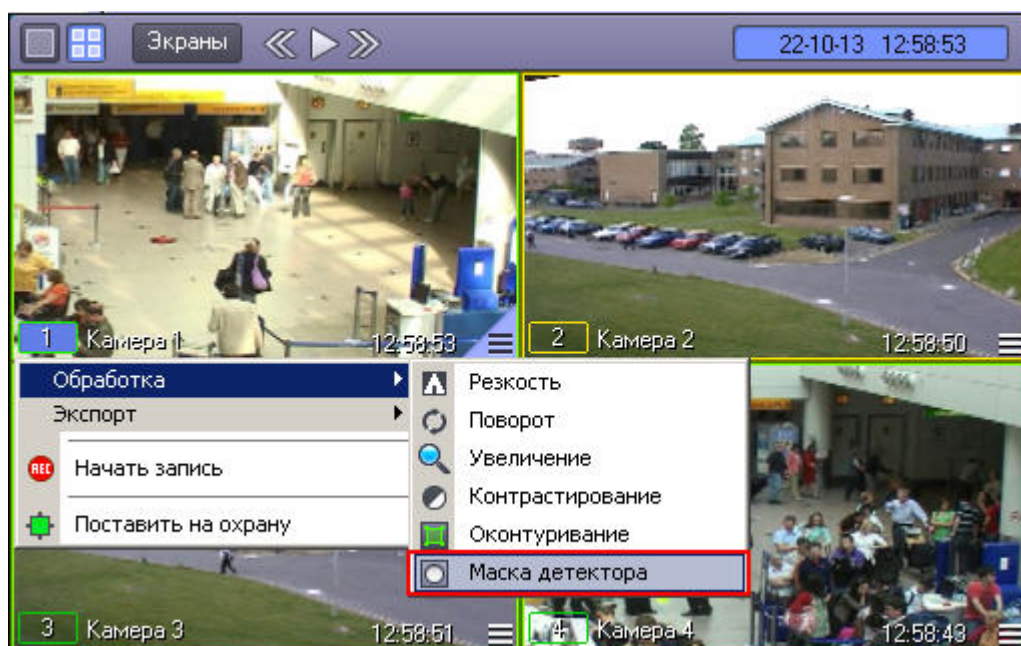 Экраны 22-10-13 12:58:53
1 Камера 1 12:58:53
2 Камера 2 12:58:50
Обработка
Экспорт
REC Начать запись
Поставить на охрану
Резкость
Поворот
Увеличение
Контрастирование
Оконтуривание
Маска детектора
3 Камера 3 12:58:51
4 Камера 4 12:58:43